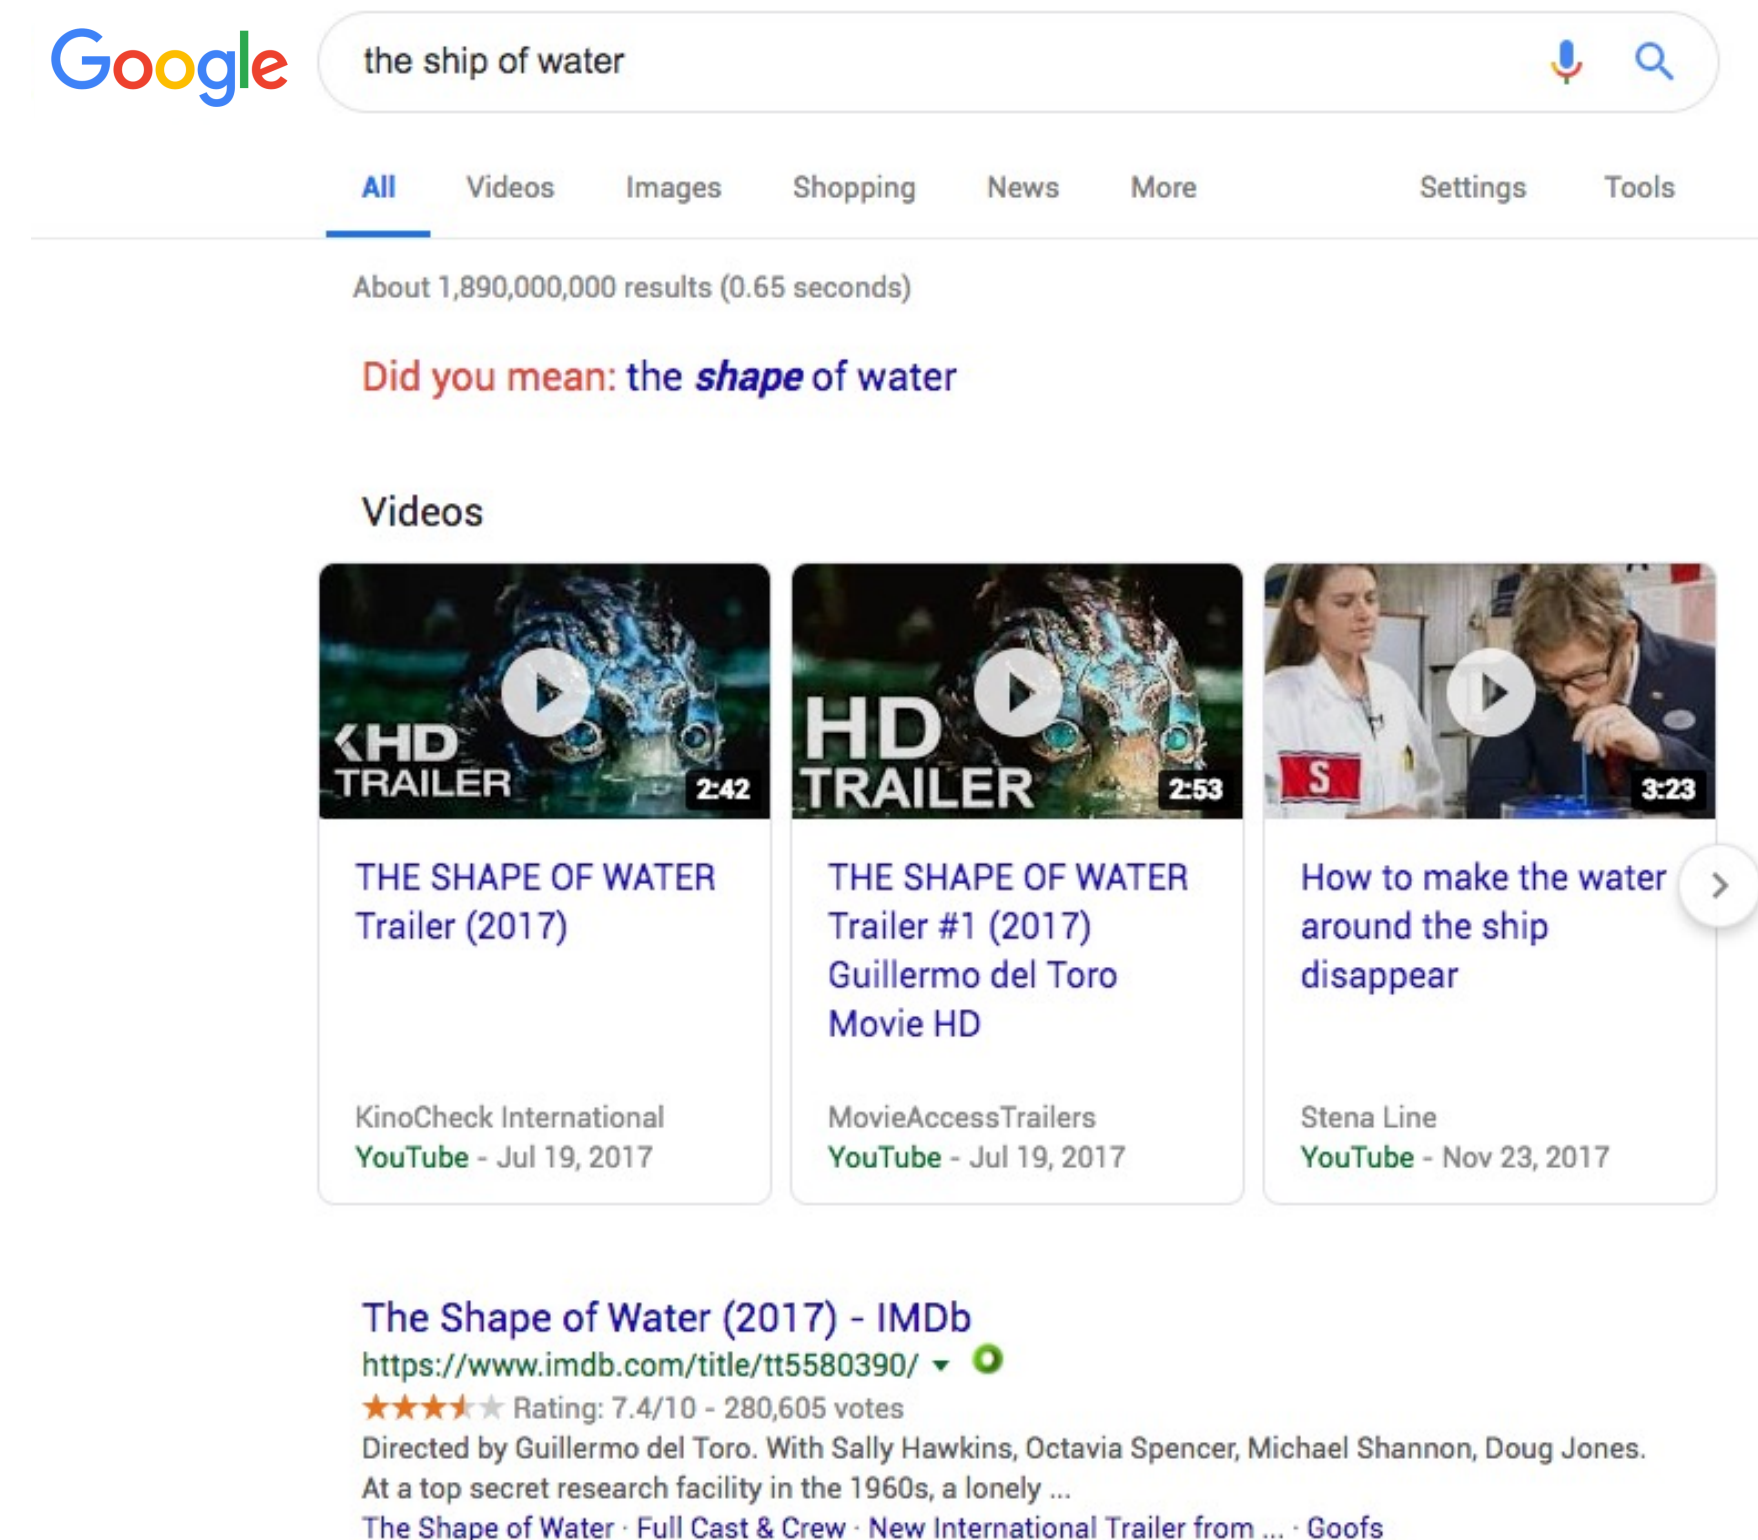 Google
the ship of water
All Videos Images Shopping News More Settings Tools
About 1,890,000,000 results (0.65 seconds)
Did you mean: the shape of water
Videos
KHD
TRAILER
2:42
THE SHAPE OF WATER
Trailer (2017)
KinoCheck International
YouTube - Jul 19, 2017
HD
TRAILER
2:53
THE SHAPE OF WATER
Trailer #1 (2017)
Guillermo del Toro
Movie HD
MovieAccessTrailers
YouTube - Jul 19, 2017
S
3:23
How to make the water
around the ship
disappear
Stena Line
YouTube - Nov 23, 2017
The Shape of Water (2017) - IMDb
https://www.imdb.com/title/tt5580390/
Rating: 7.4/10 - 280,605 votes
Directed by Guillermo del Toro. With Sally Hawkins, Octavia Spencer, Michael Shannon, Doug Jones.
At a top secret research facility in the 1960s, a lonely ...
The Shape of Water · Full Cast & Crew · New International Trailer from ... · Goofs